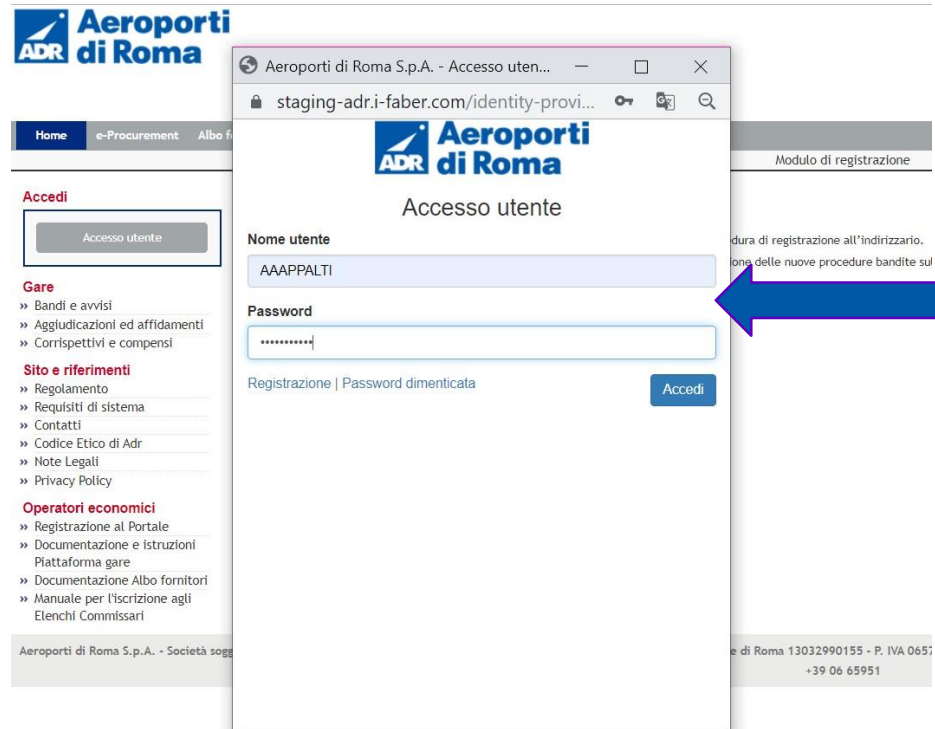 Aeroporti
ADR di Roma
Aeroporti di Roma S.p.A. - Accesso uten...
staging-adr.i-faber.com/identity-provi...
Home e-Procurement Albo
Modulo di registrazione
Aeroporti
ADR di Roma
Accesso utente
Accedi
Accesso utente
Nome utente
AAAPPALTI
Password
•••••••••••
Registrazione | Password dimenticata
Accedi
dura di registrazione all'indirizzario.
ione delle nuove procedure bandite sul
Gare
» Bandi e avvisi
» Aggiudicazioni ed affidamenti
» Corrispettivi e compensi
Sito e riferimenti
» Regolamento
» Requisiti di sistema
» Contatti
» Codice Etico di Adr
» Note Legali
» Privacy Policy
Operatori economici
» Registrazione al Portale
» Documentazione e istruzioni
Piattaforma gare
» Documentazione Albo fornitori
» Manuale per l'iscrizione agli
Elenchi Commissari
Aeroporti di Roma S.p.A. - Società sogg
e di Roma 13032990155 - P. IVA 0657
+39 06 65951